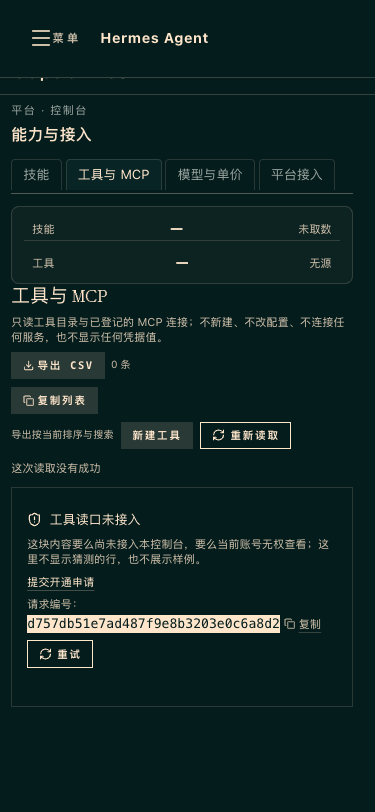 菜单
Hermes Agent
平台 · 控制台
能力与接入
技能
工具与 MCP
模型与单价
平台接入
技能 — 未取数
工具 — 无源
工具与 MCP
只读工具目录与已登记的 MCP 连接；不新建、不改配置、不连接任
何服务，也不显示任何凭据值。
导出 CSV
0 条
复制列表
导出按当前排序与搜索
新建工具
重新读取
这次读取没有成功
工具读口未接入
这块内容要么尚未接入本控制台，要么当前账号无权查看；这
里不显示猜测的行，也不展示样例。
提交开通申请
请求编号：
d757db51e7ad487f9e8b3203e0c6a8d2
复制
重试